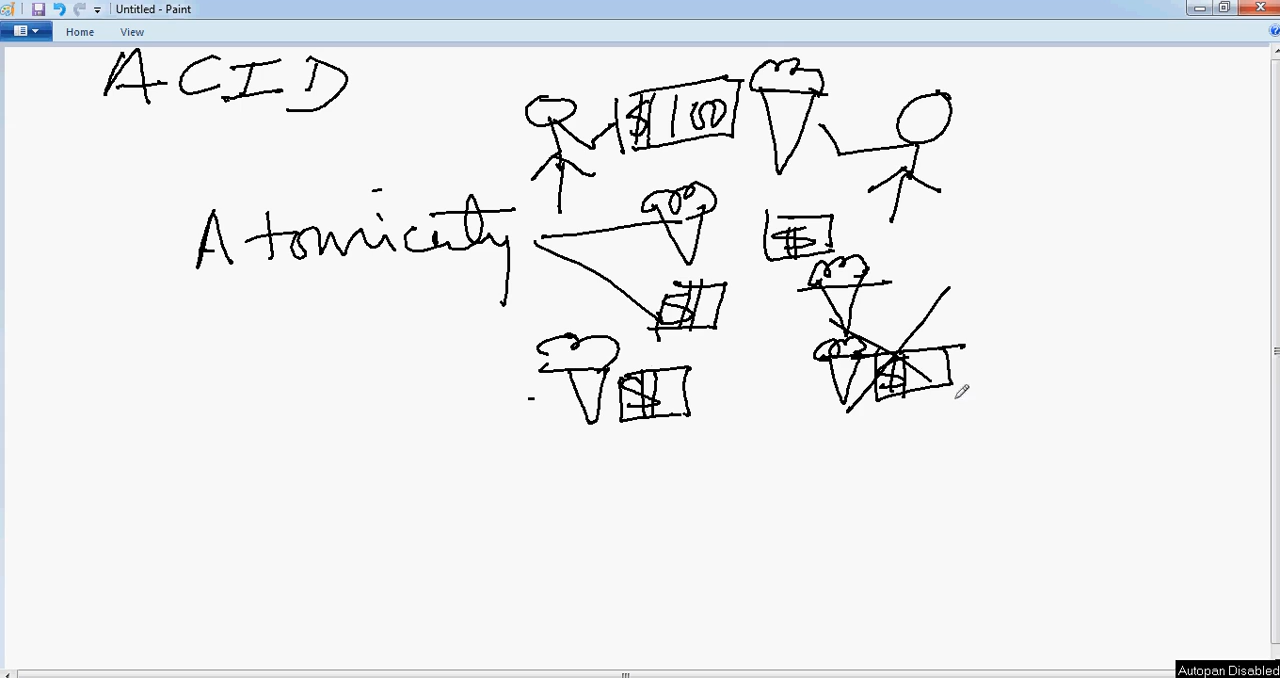 Untitled - Paint
Home View
ACID
$ 100
Atomicity
$
$
$
$
Autopan Disabled